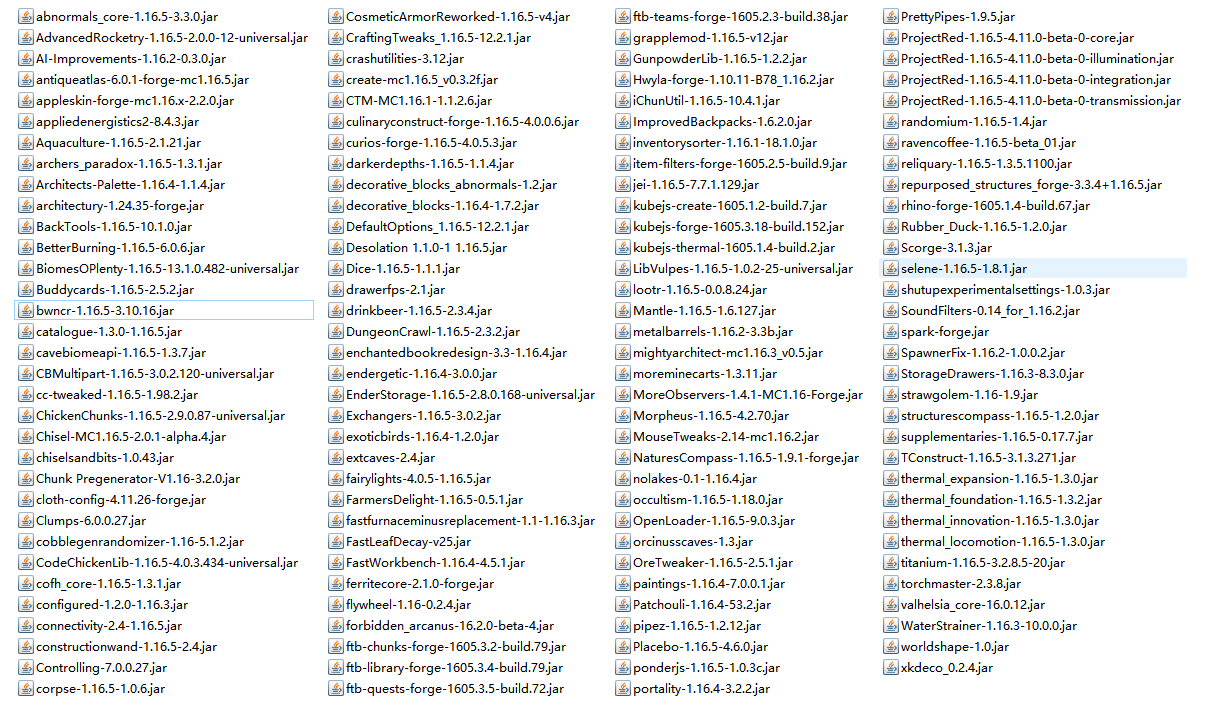 abnormals_core-1.16.5-3.3.0.jar
AdvancedRocketry-1.16.5-2.0.0-12-universal.jar
AI-Improvements-1.16.2-0.3.0.jar
antiqueatlas-6.0.1-forge-mc1.16.5.jar
appleskin-forge-mc1.16.x-2.2.0.jar
appliedenergistics2-8.4.3.jar
Aquaculture-1.16.5-2.1.21.jar
archers_paradox-1.16.5-1.3.1.jar
Architects-Palette-1.16.4-1.1.4.jar
architectury-1.24.35-forge.jar
BackTools-1.16.5-10.1.0.jar
BetterBurning-1.16.5-6.0.6.jar
BiomesOPlenty-1.16.5-13.1.0.482-universal.jar
Buddycards-1.16.5-2.5.2.jar
bwncr-1.16.5-3.10.16.jar
catalogue-1.3.0-1.16.5.jar
cavebiomeapi-1.16.5-1.3.7.jar
CBMultipart-1.16.5-3.0.2.120-universal.jar
cc-tweaked-1.16.5-1.98.2.jar
ChickenChunks-1.16.5-2.9.0.87-universal.jar
Chisel-MC1.16.5-2.0.1-alpha.4.jar
chiselsandbits-1.0.43.jar
Chunk Pregenerator-V1.16-3.2.0.jar
cloth-config-4.11.26-forge.jar
Clumps-6.0.0.27.jar
cobblegenrandomizer-1.16-5.1.2.jar
CodeChickenLib-1.16.5-4.0.3.434-universal.jar
cofh_core-1.16.5-1.3.1.jar
configured-1.2.0-1.16.3.jar
connectivity-2.4-1.16.5.jar
constructionwand-1.16.5-2.4.jar
Controlling-7.0.0.27.jar
corpse-1.16.5-1.0.6.jar
CosmeticArmorReworked-1.16.5-v4.jar
CraftingTweaks_1.16.5-12.2.1.jar
crashutilities-3.12.jar
create-mc1.16.5_v0.3.2f.jar
CTM-MC1.16.1-1.1.2.6.jar
culinaryconstruct-forge-1.16.5-4.0.0.6.jar
curios-forge-1.16.5-4.0.5.3.jar
darkerdepths-1.16.5-1.1.4.jar
decorative_blocks_abnormals-1.2.jar
decorative_blocks-1.16.4-1.7.2.jar
DefaultOptions_1.16.5-12.2.1.jar
Desolation 1.1.0-1 1.16.5.jar
Dice-1.16.5-1.1.1.jar
drawerfps-2.1.jar
drinkbeer-1.16.5-2.3.4.jar
DungeonCrawl-1.16.5-2.3.2.jar
enchantedbookredesign-3.3-1.16.4.jar
endergetic-1.16.4-3.0.0.jar
EnderStorage-1.16.5-2.8.0.168-universal.jar
Exchangers-1.16.5-3.0.2.jar
exoticbirds-1.16.4-1.2.0.jar
extcaves-2.4.jar
fairylights-4.0.5-1.16.5.jar
FarmersDelight-1.16.5-0.5.1.jar
fastfurnaceminusreplacement-1.1-1.16.3.jar
FastLeafDecay-v25.jar
FastWorkbench-1.16.4-4.5.1.jar
ferritecore-2.1.0-forge.jar
flywheel-1.16-0.2.4.jar
forbidden_arcanus-16.2.0-beta-4.jar
ftb-chunks-forge-1605.3.2-build.79.jar
ftb-library-forge-1605.3.4-build.79.jar
ftb-quests-forge-1605.3.5-build.72.jar
ftb-teams-forge-1605.2.3-build.38.jar
grapplemod-1.16.5-v12.jar
GunpowderLib-1.16.5-1.2.2.jar
Hwyla-forge-1.10.11-B78_1.16.2.jar
iChunUtil-1.16.5-10.4.1.jar
ImprovedBackpacks-1.6.2.0.jar
inventorysorter-1.16.1-18.1.0.jar
item-filters-forge-1605.2.5-build.9.jar
jei-1.16.5-7.7.1.129.jar
kubejs-create-1605.1.2-build.7.jar
kubejs-forge-1605.3.18-build.152.jar
kubejs-thermal-1605.1.4-build.2.jar
LibVulpes-1.16.5-1.0.2-25-universal.jar
lootr-1.16.5-0.0.8.24.jar
Mantle-1.16.5-1.6.127.jar
metalbarrels-1.16.2-3.3b.jar
mightyarchitect-mc1.16.3_v0.5.jar
moreminecarts-1.3.11.jar
MoreObservers-1.4.1-MC1.16-Forge.jar
Morpheus-1.16.5-4.2.70.jar
MouseTweaks-2.14-mc1.16.2.jar
NaturesCompass-1.16.5-1.9.1-forge.jar
nolakes-0.1-1.16.4.jar
occultism-1.16.5-1.18.0.jar
OpenLoader-1.16.5-9.0.3.jar
orcinusscaves-1.3.jar
OreTweaker-1.16.5-2.5.1.jar
paintings-1.16.4-7.0.0.1.jar
Patchouli-1.16.4-53.2.jar
pipez-1.16.5-1.2.12.jar
Placebo-1.16.5-4.6.0.jar
ponderjs-1.16.5-1.0.3c.jar
portality-1.16.4-3.2.2.jar
PrettyPipes-1.9.5.jar
ProjectRed-1.16.5-4.11.0-beta-0-core.jar
ProjectRed-1.16.5-4.11.0-beta-0-illumination.jar
ProjectRed-1.16.5-4.11.0-beta-0-integration.jar
ProjectRed-1.16.5-4.11.0-beta-0-transmission.jar
randomium-1.16.5-1.4.jar
ravencoffee-1.16.5-beta_01.jar
reliquary-1.16.5-1.3.5.1100.jar
repurposed_structures_forge-3.3.4+1.16.5.jar
rhino-forge-1605.1.4-build.67.jar
Rubber_Duck-1.16.5-1.2.0.jar
Scorge-3.1.3.jar
selene-1.16.5-1.8.1.jar
shutupexperimentalsettings-1.0.3.jar
SoundFilters-0.14_for_1.16.2.jar
spark-forge.jar
SpawnerFix-1.16.2-1.0.0.2.jar
StorageDrawers-1.16.3-8.3.0.jar
strawgolem-1.16-1.9.jar
structurescompass-1.16.5-1.2.0.jar
supplementaries-1.16.5-0.17.7.jar
TConstruct-1.16.5-3.1.3.271.jar
thermal_expansion-1.16.5-1.3.0.jar
thermal_foundation-1.16.5-1.3.2.jar
thermal_innovation-1.16.5-1.3.0.jar
thermal_locomotion-1.16.5-1.3.0.jar
titanium-1.16.5-3.2.8.5-20.jar
torchmaster-2.3.8.jar
valhelsia_core-16.0.12.jar
WaterStrainer-1.16.3-10.0.0.jar
worldshape-1.0.jar
xkdeco_0.2.4.jar